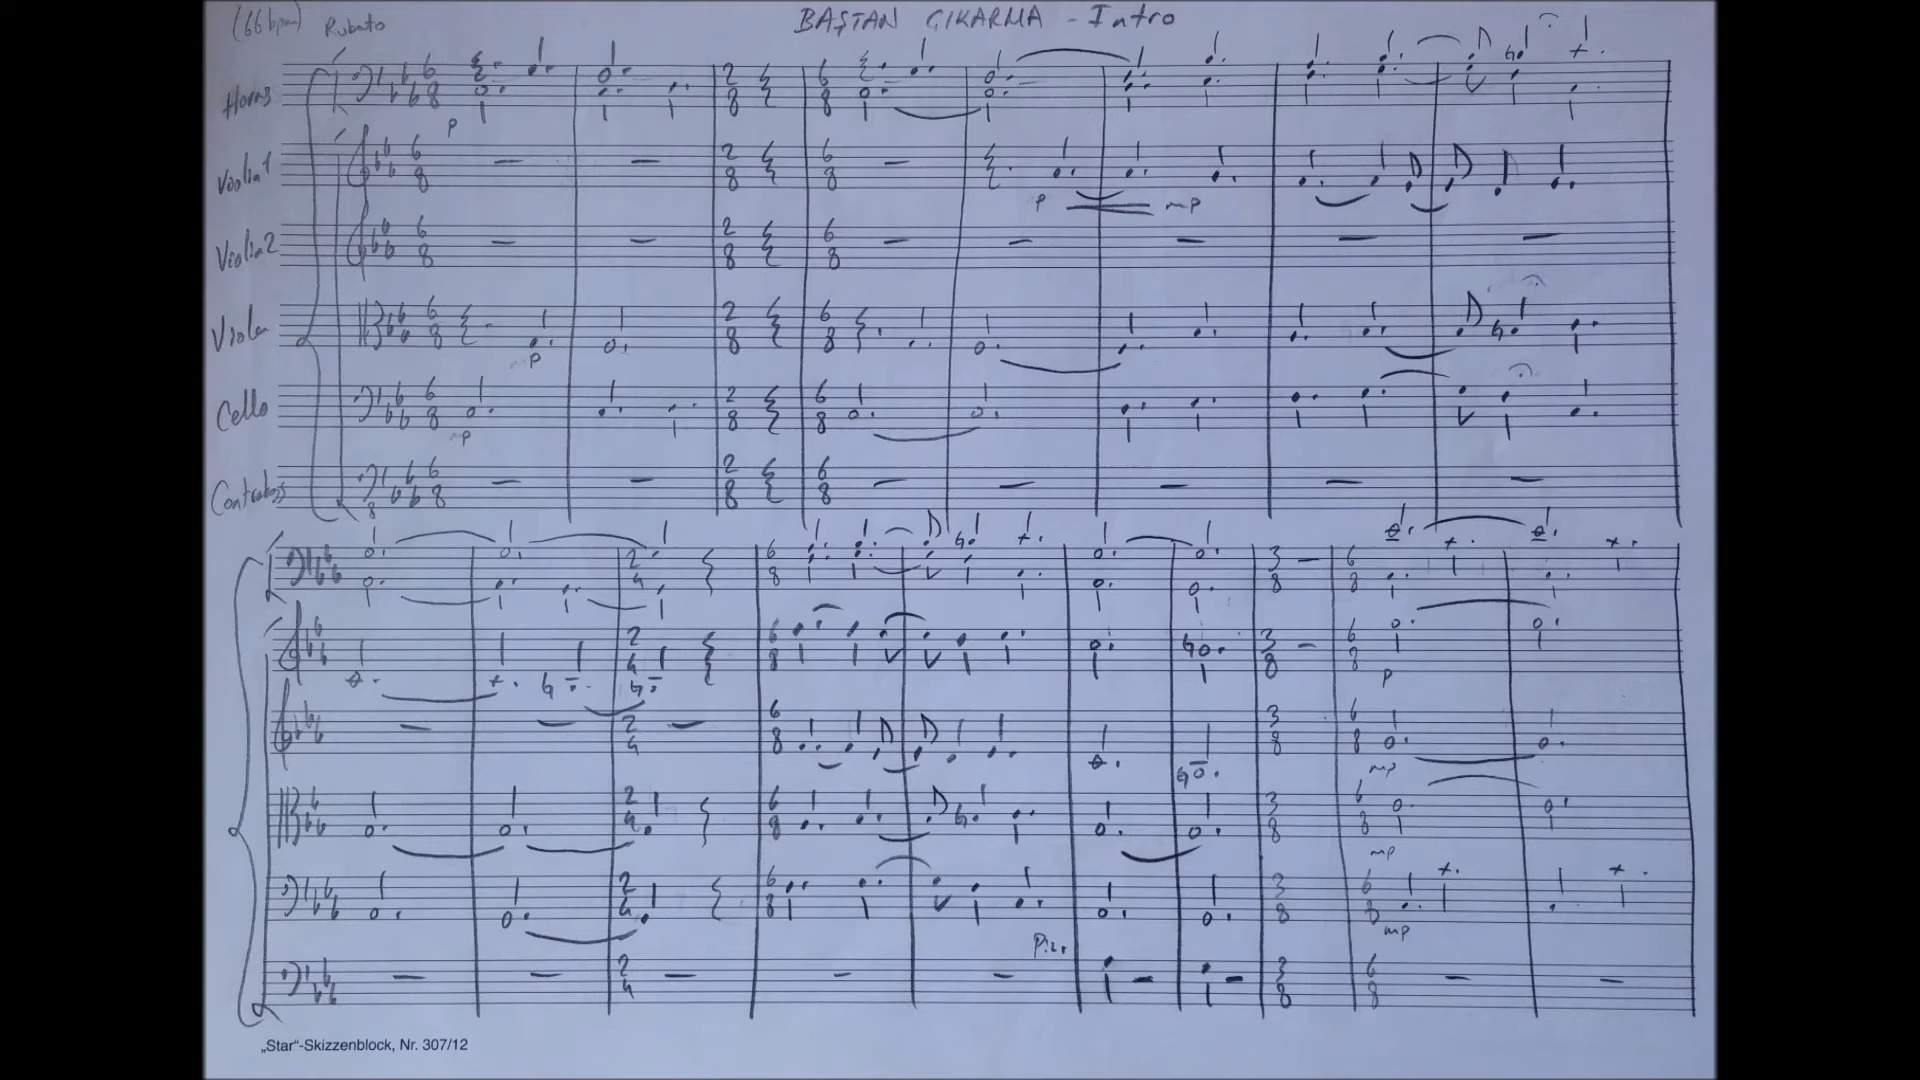 (66 bpm) Rubato
BAŞTAN ÇIKARMA - Intro
Horns
p
Violin 1
p mp
Violin 2
Viola
p
Cello
mp
Contrabass
p
mp
mp
mp
Piz.
„Star“-Skizzenblock, Nr. 307/12